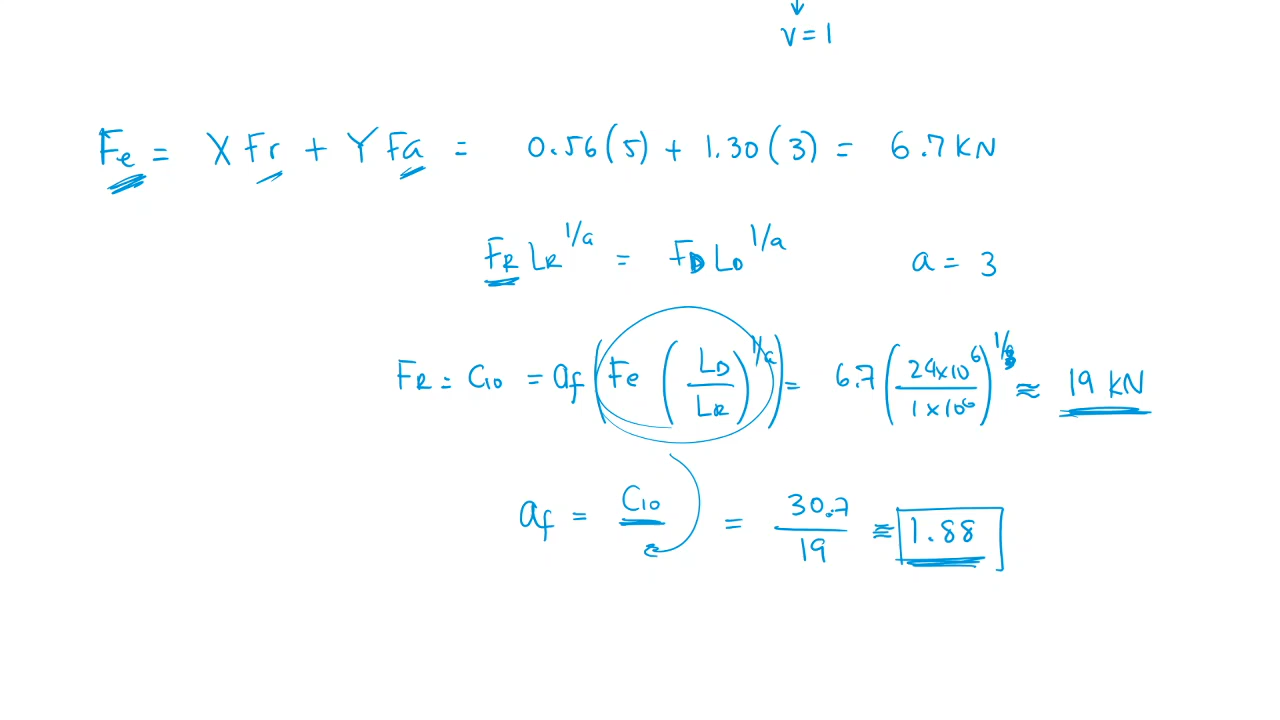 ↓
V = 1
Fe = X Fr + Y Fa = 0.56(5) + 1.30(3) = 6.7 KN
FR LR^1/a = FD LD^1/a a = 3
FR = C10 = af (Fe (LD/LR)^1/a) = 6.7 (24x10^6/1x10^6)^1/3 ≈ 19 KN
af = C10 = 30.7/19 ≈ 1.88